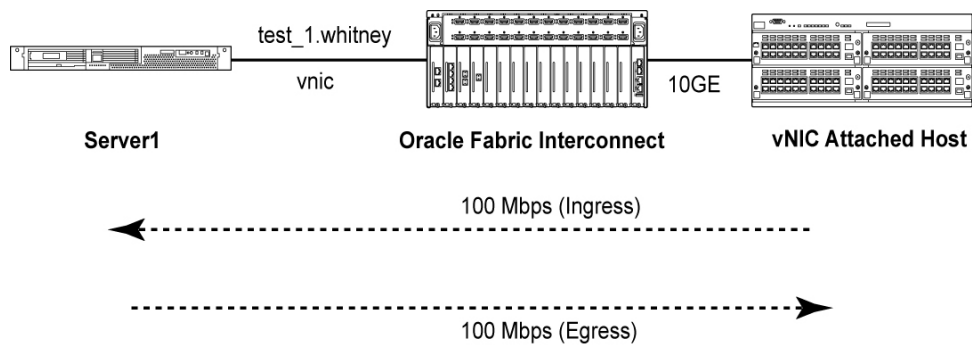 test_1.whitney
vnic
10GE
Server1
Oracle Fabric Interconnect
vNIC Attached Host
100 Mbps (Ingress)
100 Mbps (Egress)